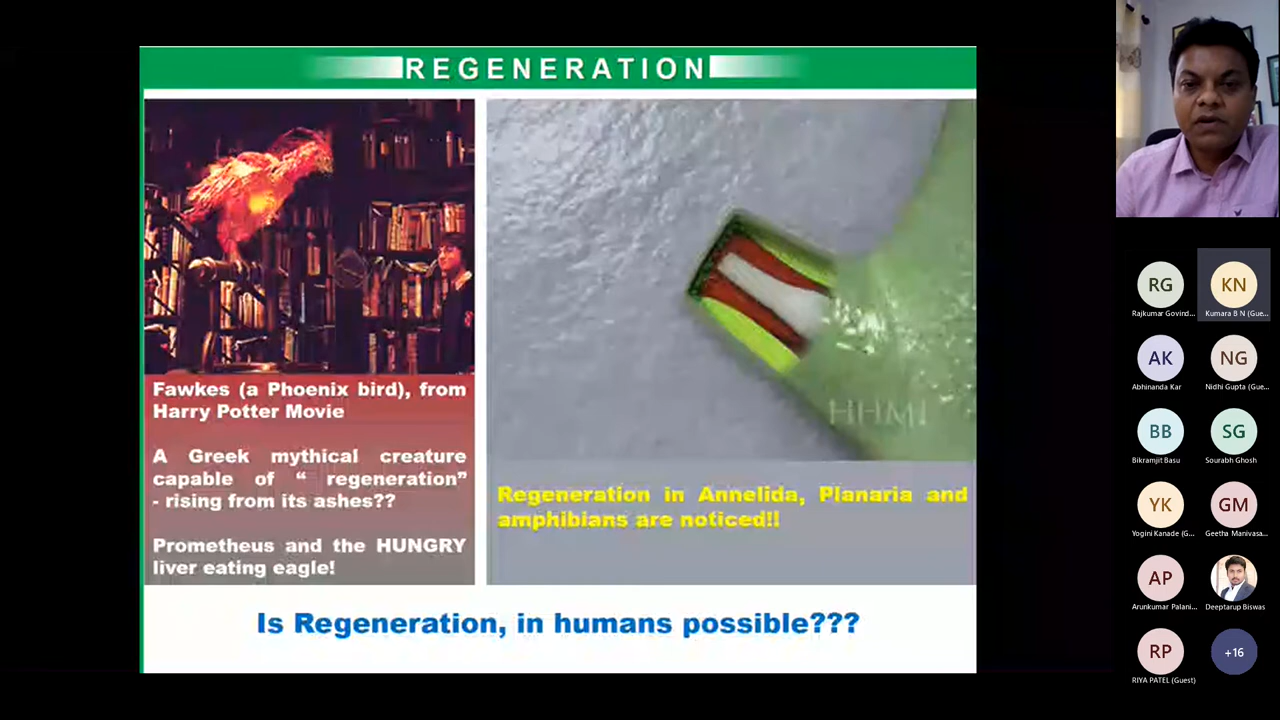 REGENERATION
Fawkes (a Phoenix bird), from
Harry Potter Movie
A Greek mythical creature
capable of “ regeneration”
- rising from its ashes??
Prometheus and the HUNGRY
liver eating eagle!
HHMI
Regeneration in Annelida, Planaria and
amphibians are noticed!!
Is Regeneration, in humans possible???
RG
Rajkumar Govind...
KN
Kumara B N (Gue...
AK
Abhinanda Kar
NG
Nidhi Gupta (Gue...
BB
Bikramjit Basu
SG
Sourabh Ghosh
YK
Yogini Kanade (G...
GM
Geetha Manivasa...
AP
Arunkumar Palani...
Deeptarup Biswas
RP
RIYA PATEL (Guest)
+16